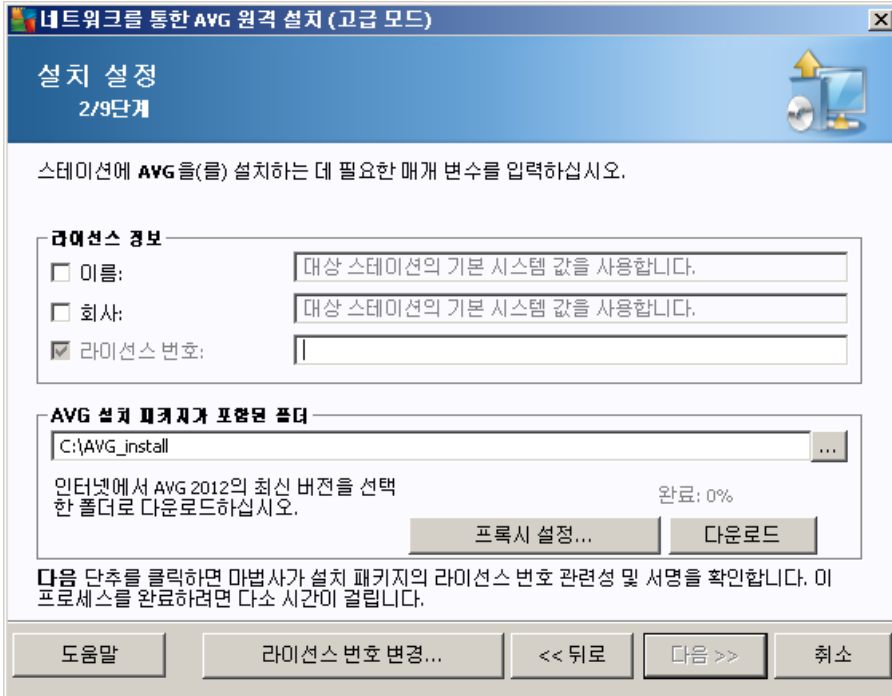 네트워크를 통한 AVG 원격 설치 (고급 모드)
설치 설정
2/9단계
스테이션에 AVG을(를) 설치하는 데 필요한 매개 변수를 입력하십시오.
라이선스 정보
이름:
대상 스테이션의 기본 시스템 값을 사용합니다.
회사:
대상 스테이션의 기본 시스템 값을 사용합니다.
라이선스 번호:
AVG 설치 패키지가 포함된 폴더
C:\AVG_install
...
인터넷에서 AVG 2012의 최신 버전을 선택
한 폴더로 다운로드하십시오.
완료: 0%
프록시 설정...
다운로드
다음 단추를 클릭하면 마법사가 설치 패키지의 라이선스 번호 관련성 및 서명을 확인합니다. 이
프로세스를 완료하려면 다소 시간이 걸립니다.
도움말
라이선스 번호 변경...
<< 뒤로
다음 >>
취소